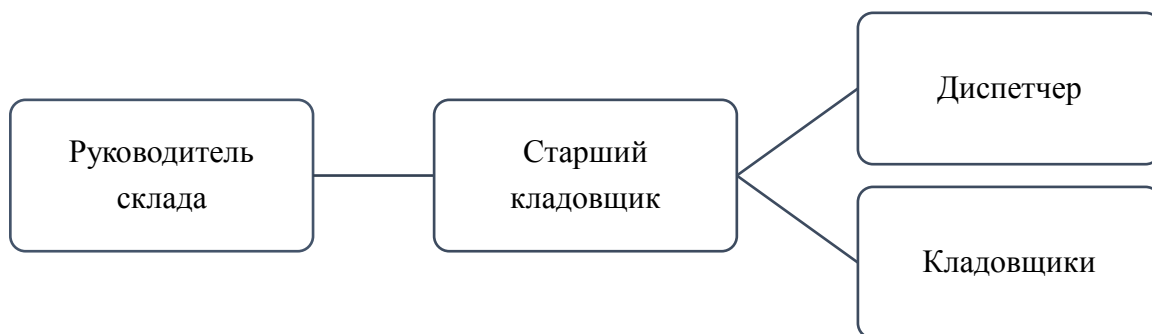 Руководитель
склада
Старший
кладовщик
Диспетчер
Кладовщики